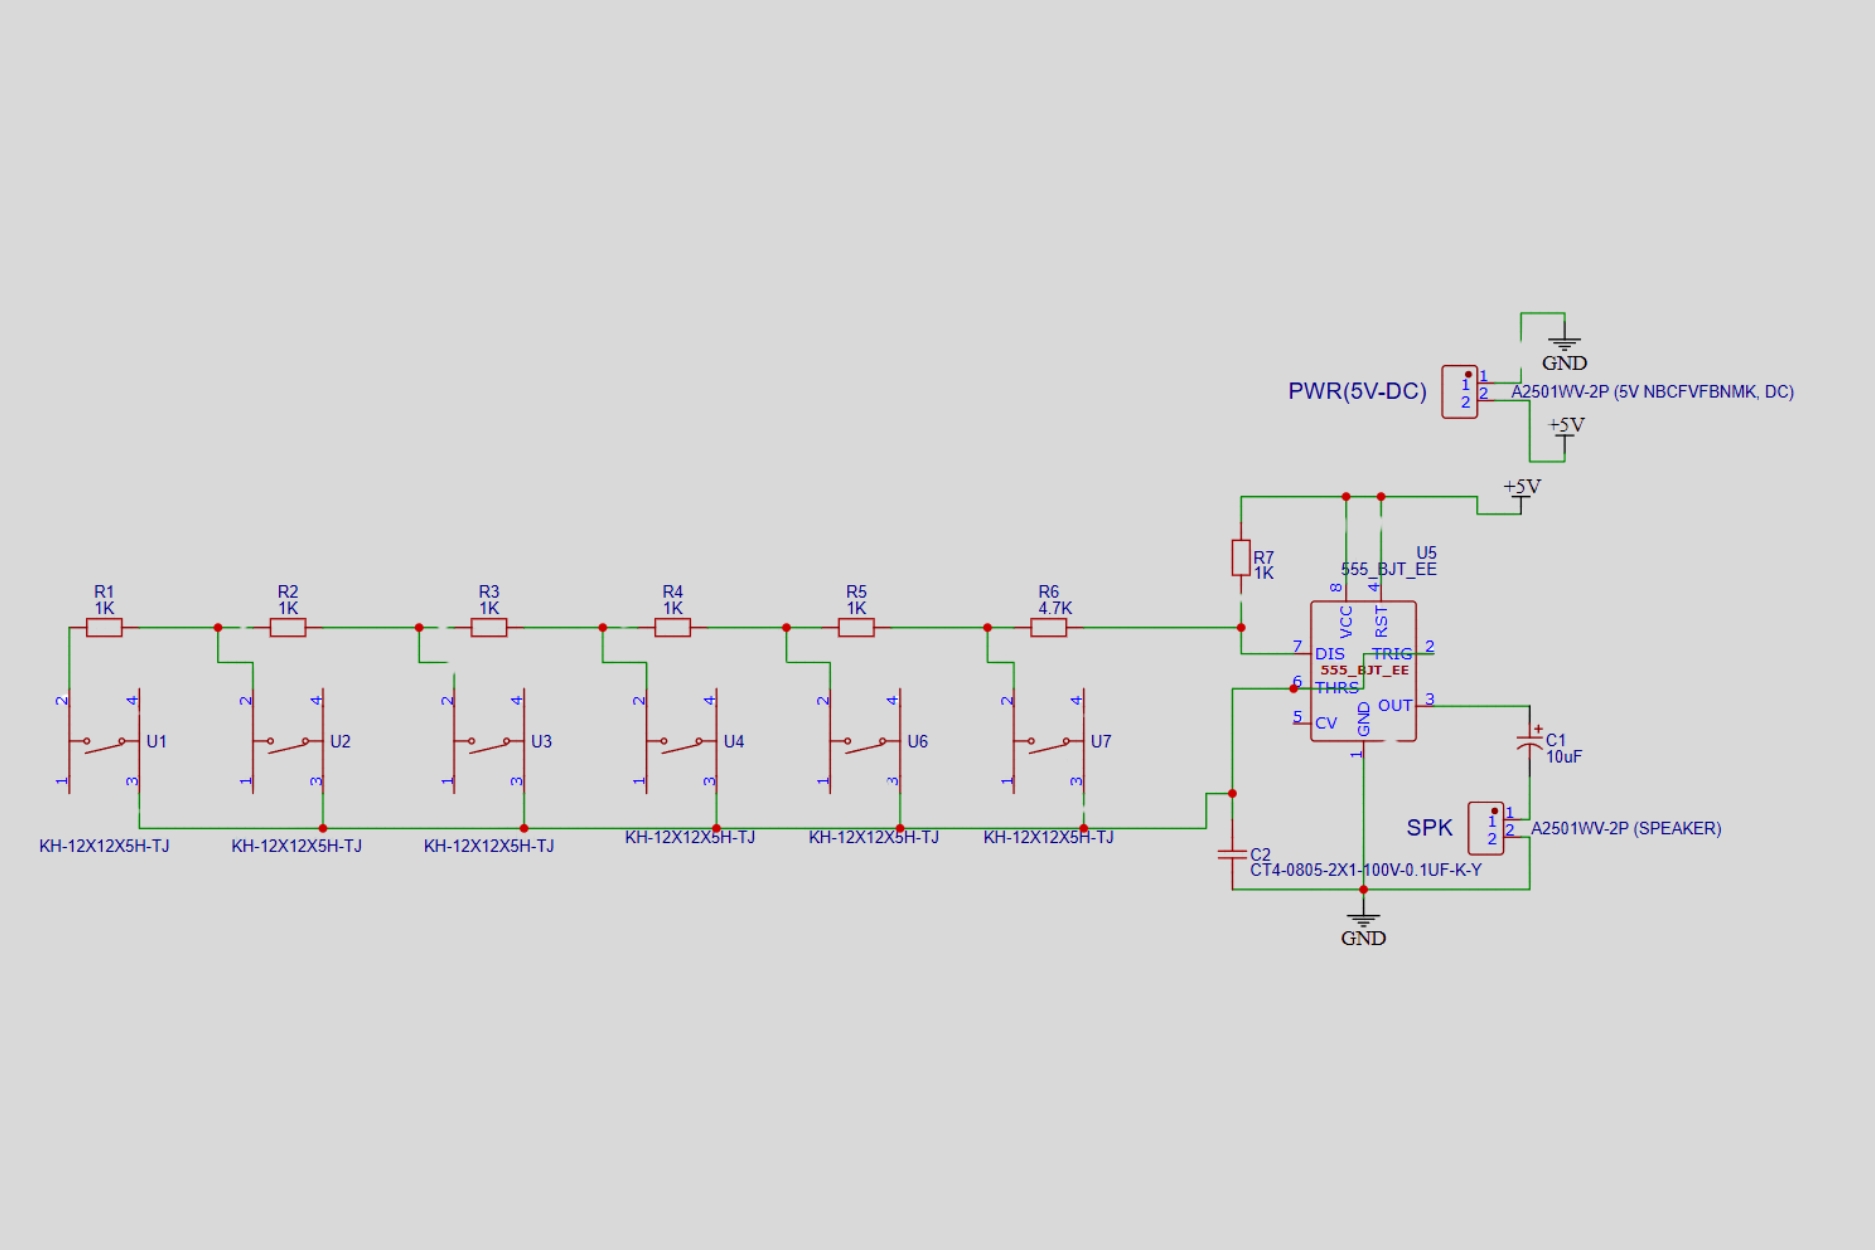 GND
PWR(5V-DC)
1
2
1
2
A2501WV-2P (5V NBCFVFBNMK, DC)
+5V
+5V
U5
555_BJT_EE
R7
1K
8
4
R1
1K
R2
1K
R3
1K
R4
1K
R5
1K
R6
4.7K
VCC
RST
7
DIS
TRIG
2
555_BJT_EE
6
THRS
5
CV
GND
OUT
3
1
2
4
2
4
2
4
2
4
2
4
2
4
U1
U2
U3
U4
U6
U7
1
3
1
3
1
3
1
3
1
3
1
3
+
C1
10uF
SPK
1
2
1
2
A2501WV-2P (SPEAKER)
KH-12X12X5H-TJ
KH-12X12X5H-TJ
KH-12X12X5H-TJ
KH-12X12X5H-TJ
KH-12X12X5H-TJ
KH-12X12X5H-TJ
C2
CT4-0805-2X1-100V-0.1UF-K-Y
GND